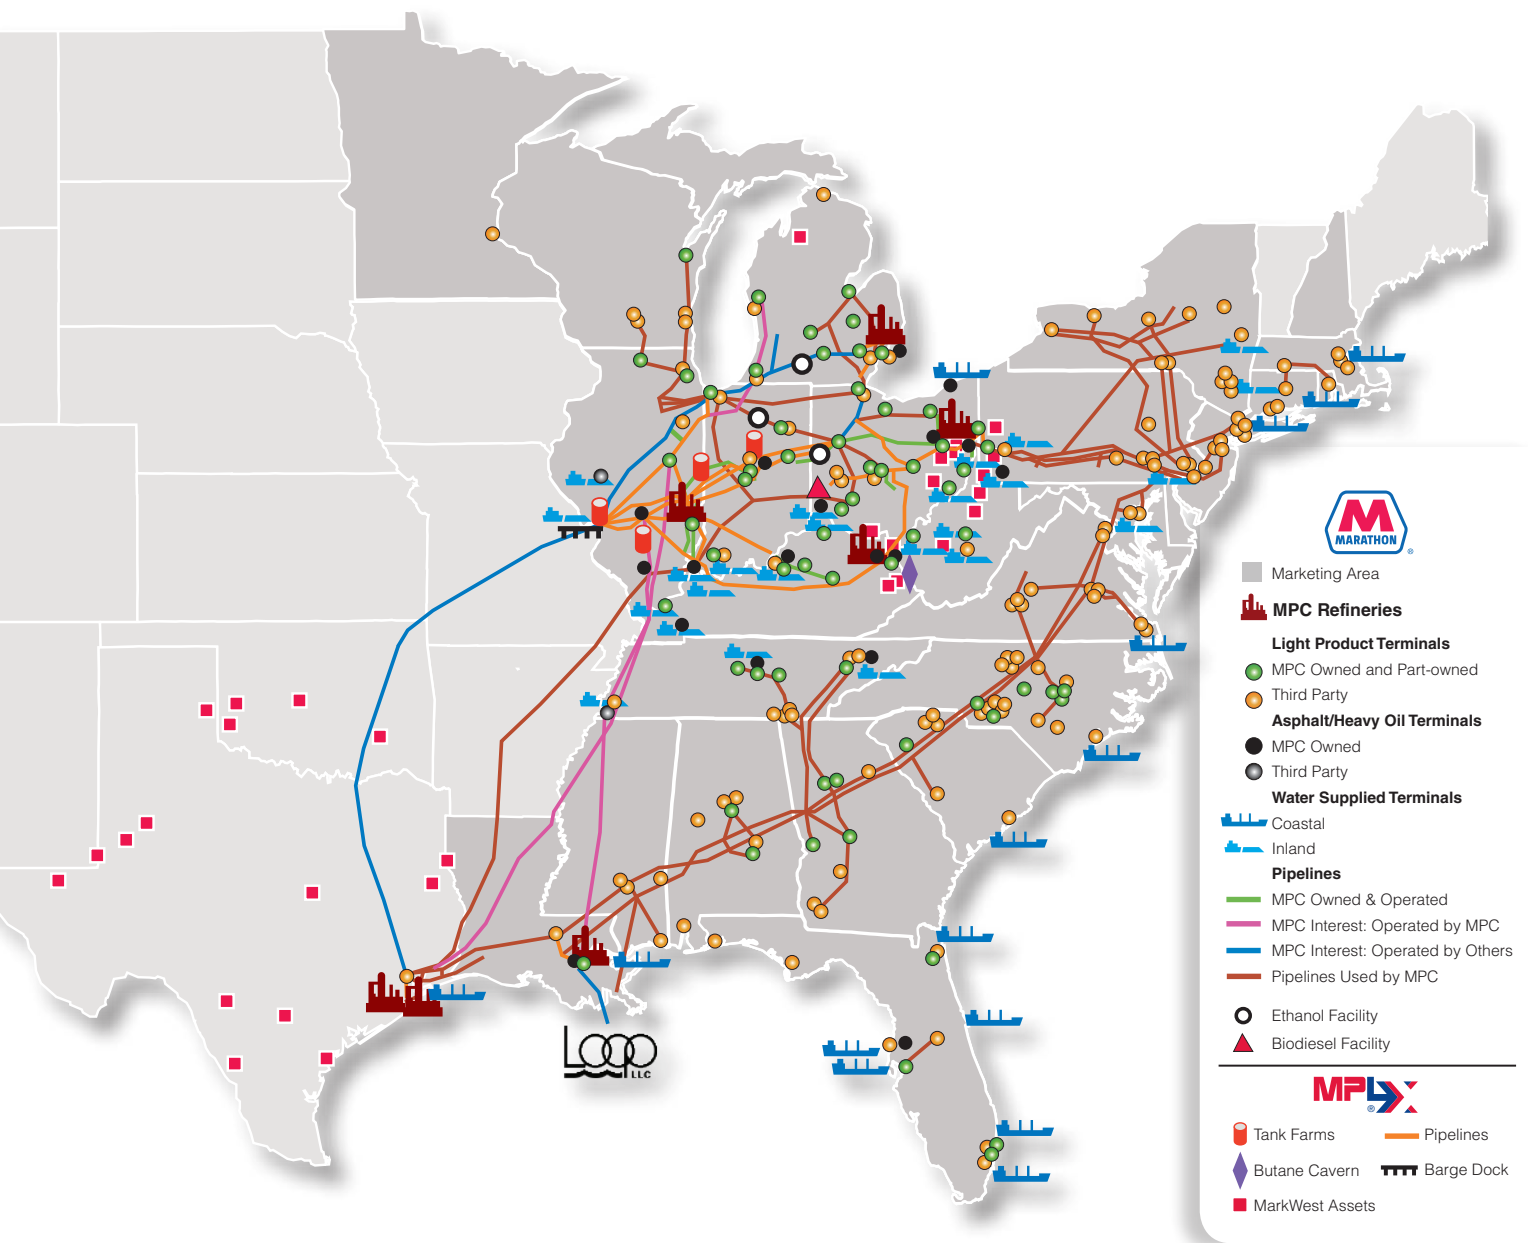 MARATHON
®
Marketing Area
MPC Refineries
Light Product Terminals
MPC Owned and Part-owned
Third Party
Asphalt/Heavy Oil Terminals
MPC Owned
Third Party
Water Supplied Terminals
Coastal
Inland
Pipelines
MPC Owned & Operated
MPC Interest: Operated by MPC
MPC Interest: Operated by Others
Pipelines Used by MPC
Ethanol Facility
Biodiesel Facility
LOOP
LLC
MPLX
®
Tank Farms
Pipelines
Butane Cavern
Barge Dock
MarkWest Assets